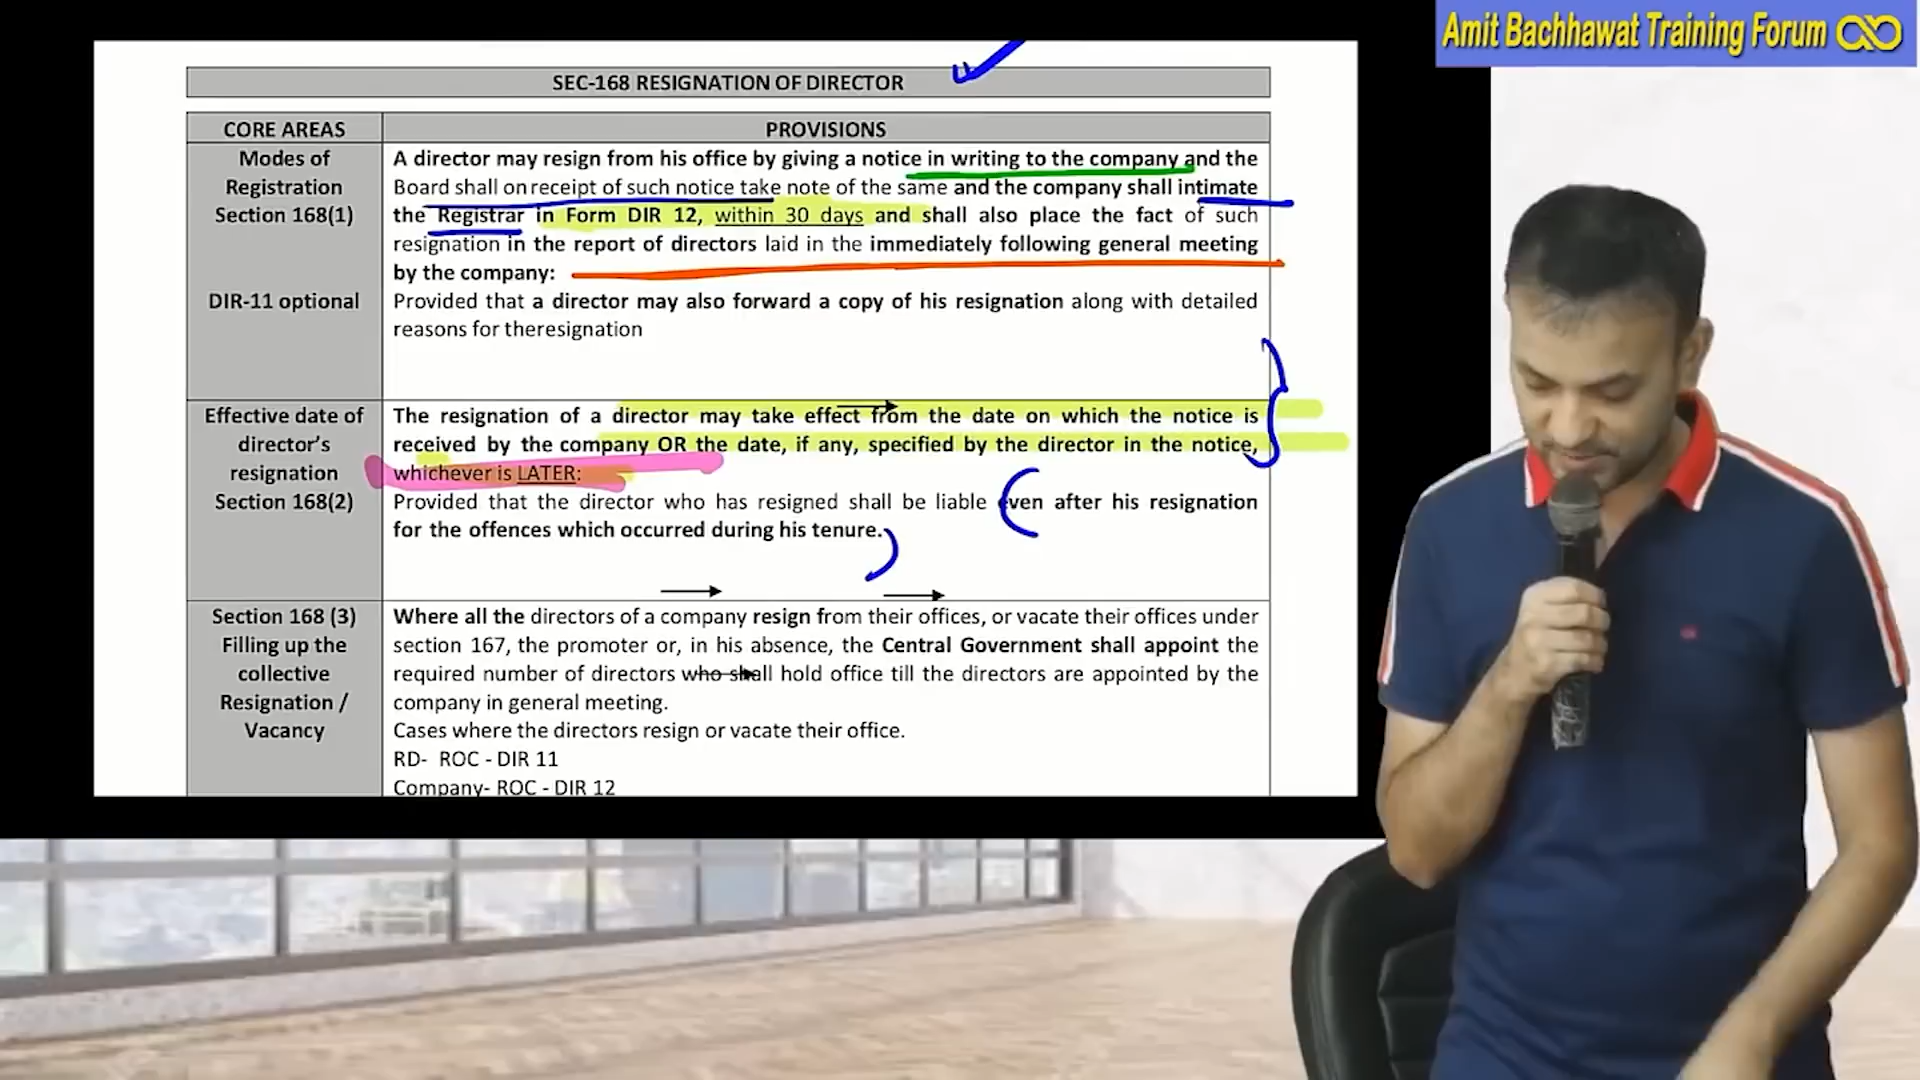 Amit Bachhawat Training Forum
SEC-168 RESIGNATION OF DIRECTOR
CORE AREAS
PROVISIONS
Modes of
Registration
Section 168(1)
A director may resign from his office by giving a notice in writing to the company and the
Board shall on receipt of such notice take note of the same and the company shall intimate
the Registrar in Form DIR 12, within 30 days and shall also place the fact of such
resignation in the report of directors laid in the immediately following general meeting
by the company:
DIR-11 optional
Provided that a director may also forward a copy of his resignation along with detailed
reasons for theresignation
Effective date of
director's
resignation
Section 168(2)
The resignation of a director may take effect from the date on which the notice is
received by the company OR the date, if any, specified by the director in the notice,
whichever is LATER:
Provided that the director who has resigned shall be liable even after his resignation
for the offences which occurred during his tenure.
Section 168 (3)
Filling up the
collective
Resignation /
Vacancy
Where all the directors of a company resign from their offices, or vacate their offices under
section 167, the promoter or, in his absence, the Central Government shall appoint the
required number of directors who shall hold office till the directors are appointed by the
company in general meeting.
Cases where the directors resign or vacate their office.
RD- ROC - DIR 11
Company- ROC - DIR 12